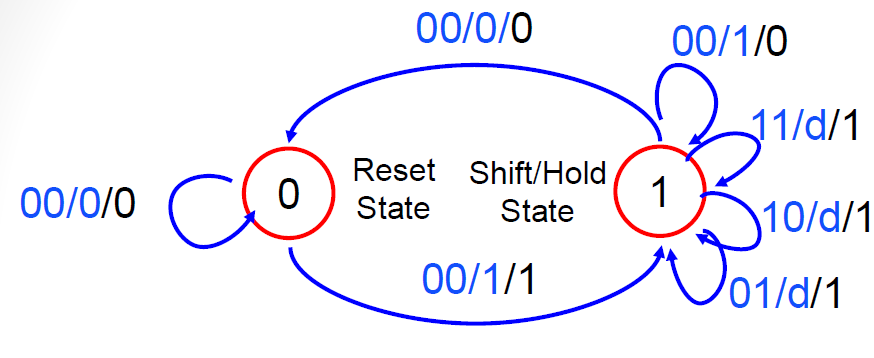 00/0/0
00/1/0
11/d/1
00/0/0
0
Reset
State
Shift/Hold
State
1
10/d/1
00/1/1
01/d/1